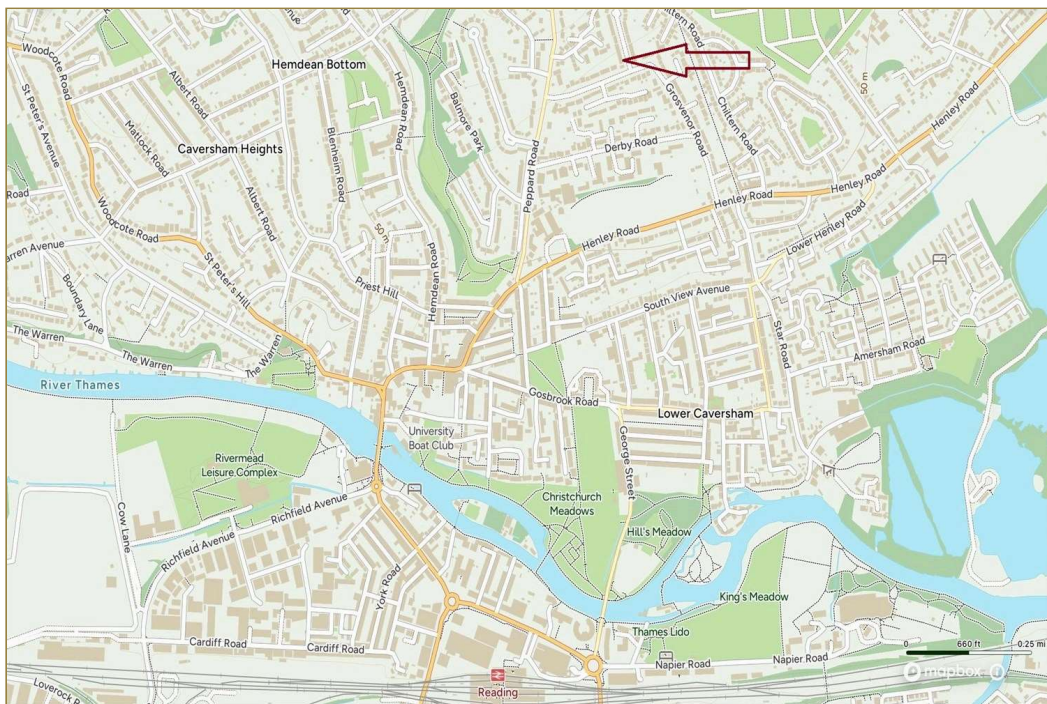 Woodcote Road
Hemdean Bottom
St Peter's Avenue
Albert Road
Matlock Road
Caversham Heights
Blenheim Road
Hemdean Road
Balmore Park
Chiltern Road
Grosvenor Road
Chiltern Road
Derby Road
Peppard Road
50 m
Henley Road
Henley Road
Henley Road
Henley Road
Lower Henley Road
Road
Woodcote Road
Albert Road
50 m
arren Avenue
St Peter's Hill
Boundary Lane
Priest Hill
Hemdean Road
South View Avenue
Star Road
Amersham Road
The Warren
The Warren
The Warren
River Thames
Gosbrook Road
Lower Caversham
University
Boat Club
George Street
Rivermead
Leisure Complex
Christchurch
Meadows
Hill's Meadow
Cow Lane
Richfield Avenue
Richfield Avenue
York Road
King's Meadow
Thames Lido
Cardiff Road
Cardiff Road
Napier Road
Napier Road
0 660 ft 0.25 mi
mapbox
Reading
Loverock R